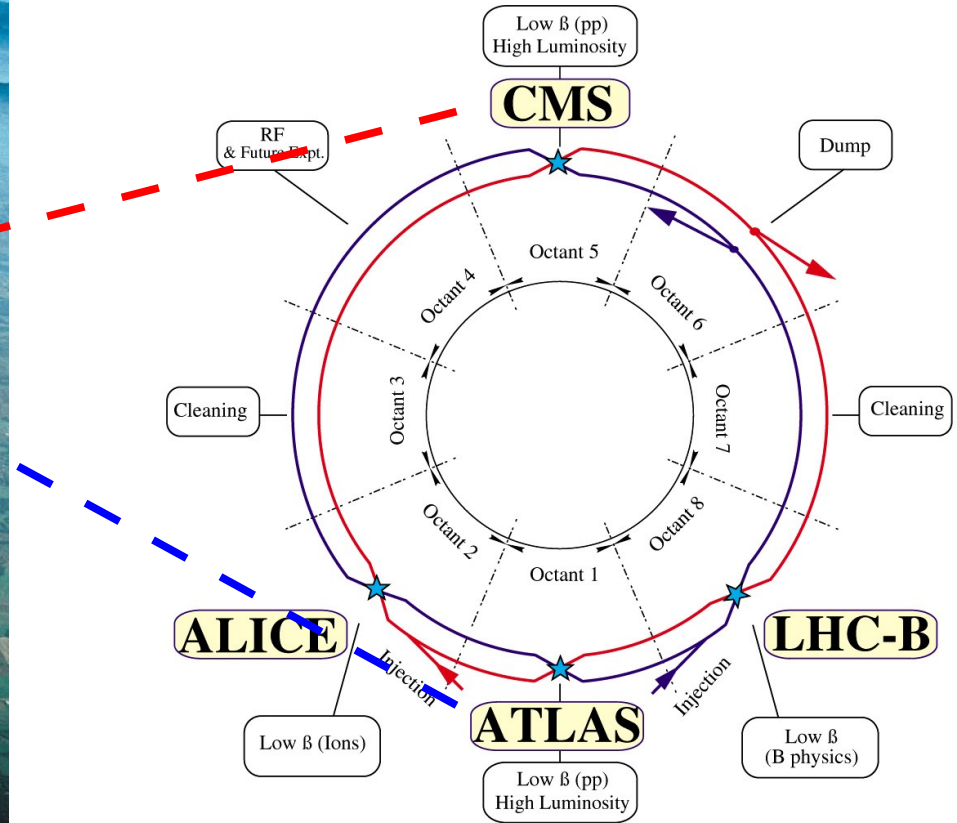 Low ß (pp)
High Luminosity
CMS
RF
& Future Expt.
Dump
Octant 5
Octant 4
Octant 6
Octant 3
Octant 7
Cleaning
Cleaning
Octant 2
Octant 8
Octant 1
ALICE
LHC-B
Injection
Injection
ATLAS
Low ß (Ions)
Low ß
(B physics)
Low ß (pp)
High Luminosity